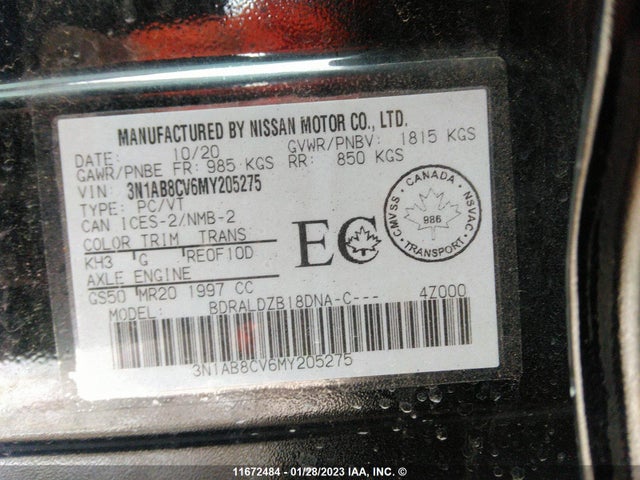 MANUFACTURED BY NISSAN MOTOR CO., LTD.
DATE: 10/20 GVWR/PNBV: 1815 KGS
GAWR/PNBE FR: 985 KGS RR: 850 KGS
VIN: 3N1AB8CV6MY205275
TYPE: PC/VT
CAN ICES-2/NMB-2
COLOR TRIM TRANS
KH3 G RE0F10D
AXLE ENGINE
GS50 MR20 1997 CC
MODEL: BDRALDZB18DNA-C--- 4Z000
EC
CANADA
CMVSS NSVAC
986
TRANSPORT
3N1AB8CV6MY205275
11672484 - 01/28/2023 IAA, INC. ©